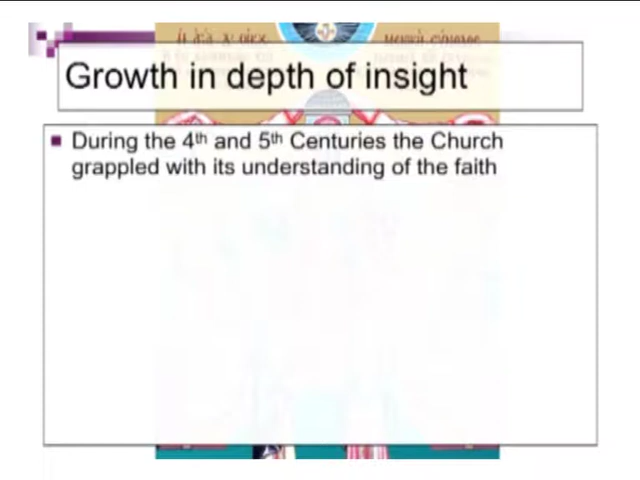 Growth in depth of insight
During the 4th and 5th Centuries the Church
grappled with its understanding of the faith